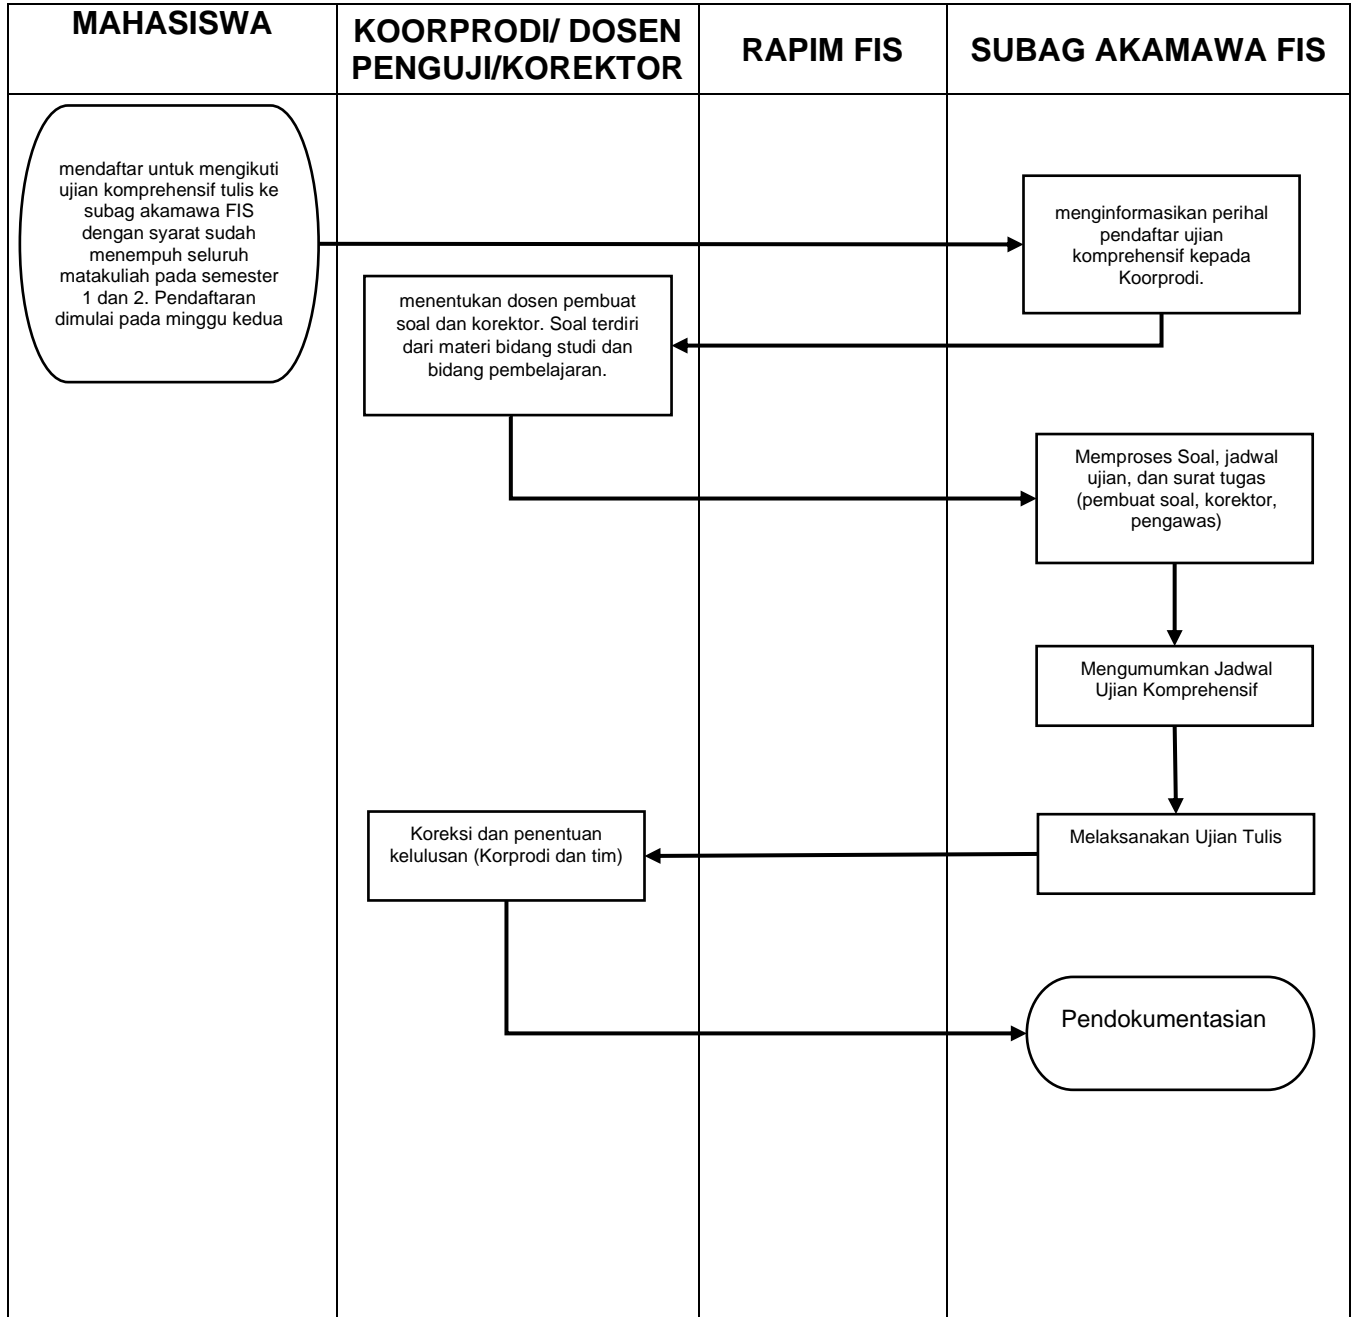 MAHASISWA
KOORPRODI/ DOSEN
PENGUJI/KOREKTOR
RAPIM FIS
SUBAG AKAMAWA FIS
mendaftar untuk mengikuti
ujian komprehensif tulis ke
subag akamawa FIS
dengan syarat sudah
menempuh seluruh
matakuliah pada semester
1 dan 2. Pendaftaran
dimulai pada minggu kedua
menginformasikan perihal
pendaftar ujian
komprehensif kepada
Koorprodi.
menentukan dosen pembuat
soal dan korektor. Soal terdiri
dari materi bidang studi dan
bidang pembelajaran.
Memproses Soal, jadwal
ujian, dan surat tugas
(pembuat soal, korektor,
pengawas)
Mengumumkan Jadwal
Ujian Komprehensif
Melaksanakan Ujian Tulis
Koreksi dan penentuan
kelulusan (Korprodi dan tim)
Pendokumentasian